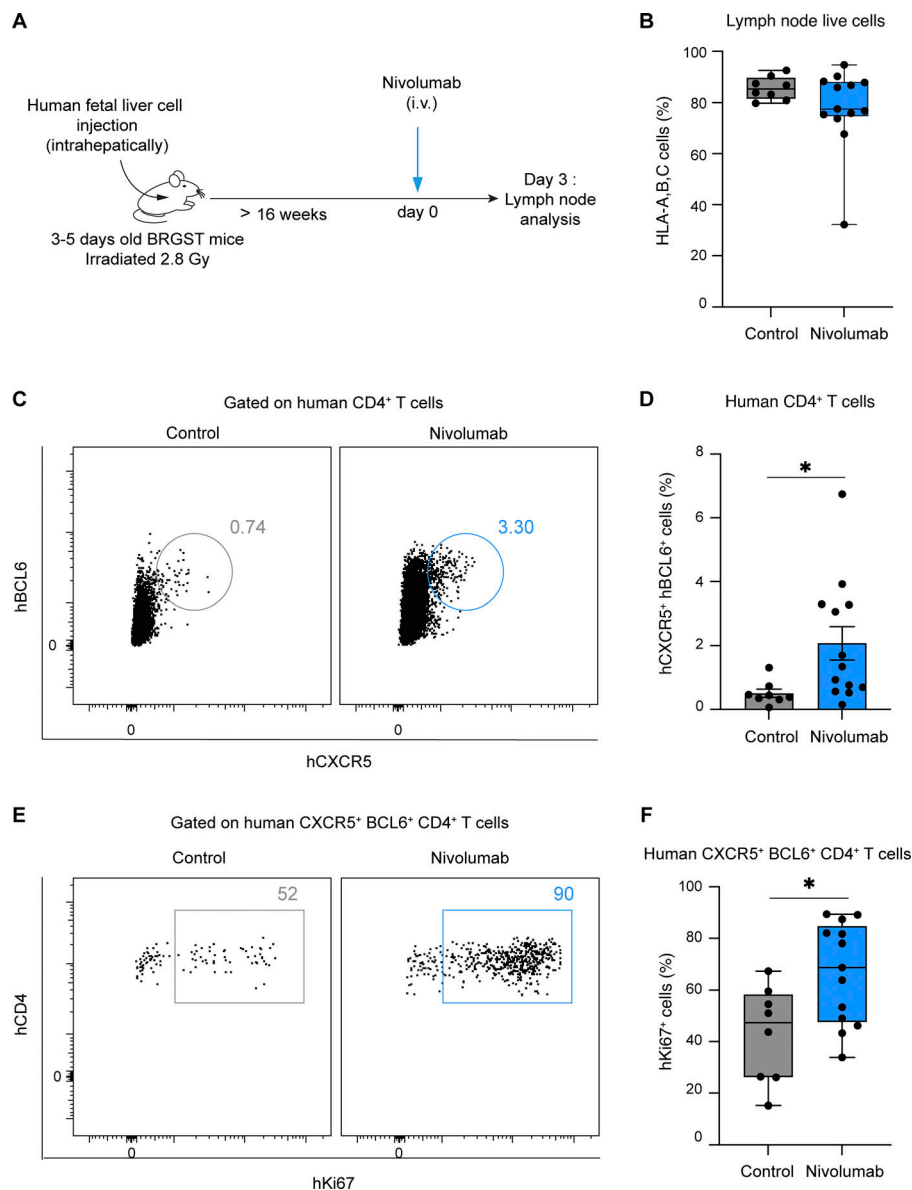 A
Human fetal liver cell
injection
(intrahepatically)
3-5 days old BRGST mice
Irradiated 2.8 Gy
> 16 weeks
Nivolumab
(i.v.)
day 0
Day 3 :
Lymph node
analysis
B
Lymph node live cells
HLA-A,B,C cells (%)
100
80
60
40
20
0
Control
Nivolumab
C
Gated on human CD4⁺ T cells
Control
Nivolumab
0.74
3.30
hBCL6
0
0
0
hCXCR5
D
Human CD4⁺ T cells
hCXCR5⁺ hBCL6⁺ cells (%)
8
6
4
2
0
*
Control
Nivolumab
E
Gated on human CXCR5⁺ BCL6⁺ CD4⁺ T cells
Control
Nivolumab
52
90
hCD4
0
0
0
hKi67
F
Human CXCR5⁺ BCL6⁺ CD4⁺ T cells
hKi67⁺ cells (%)
100
80
60
40
20
0
*
Control
Nivolumab